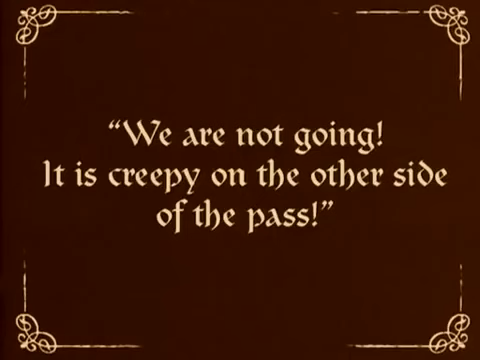 “We are not going!
It is creepy on the other side
of the pass!”